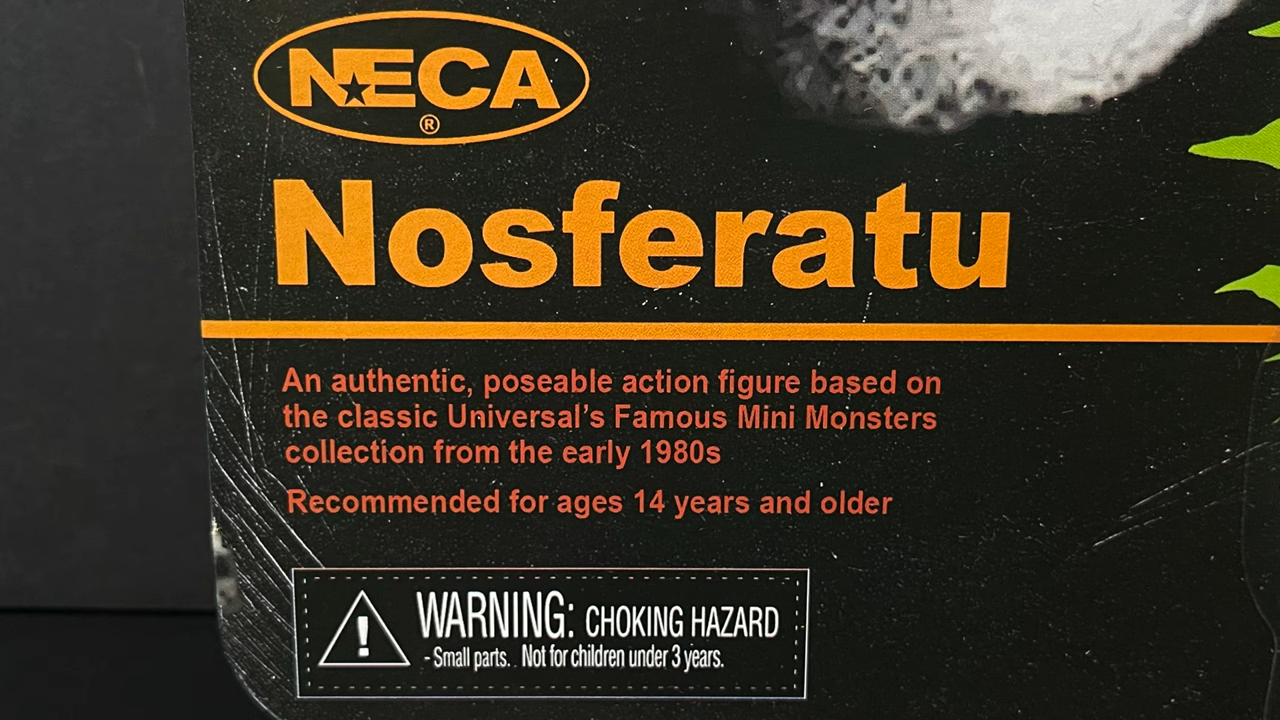 NECA
®
Nosferatu
An authentic, poseable action figure based on
the classic Universal's Famous Mini Monsters
collection from the early 1980s
Recommended for ages 14 years and older
WARNING: CHOKING HAZARD
- Small parts. Not for children under 3 years.